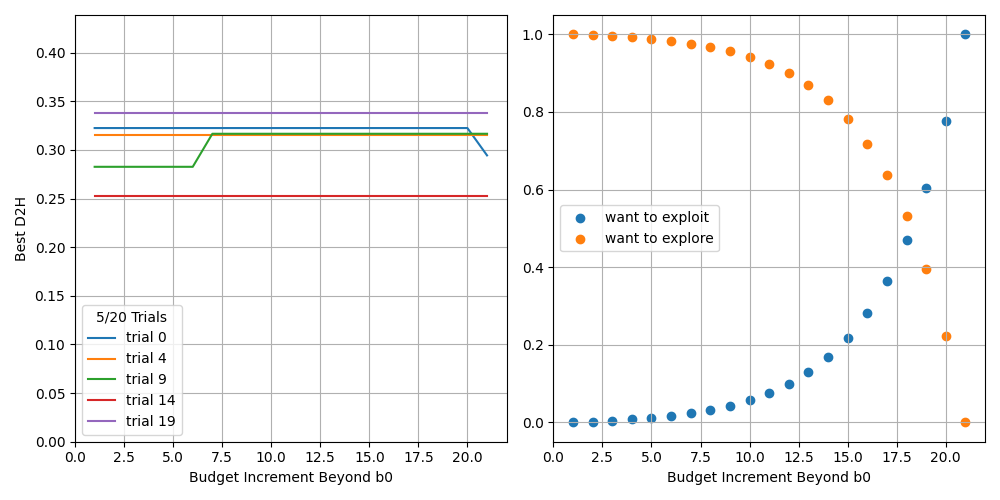 0.40
0.35
0.30
0.25
0.20
0.15
0.10
0.05
0.00
Best D2H
5/20 Trials
trial 0
trial 4
trial 9
trial 14
trial 19
0.0 2.5 5.0 7.5 10.0 12.5 15.0 17.5 20.0
Budget Increment Beyond b0
1.0
0.8
0.6
0.4
0.2
0.0
want to exploit
want to explore
0.0 2.5 5.0 7.5 10.0 12.5 15.0 17.5 20.0
Budget Increment Beyond b0